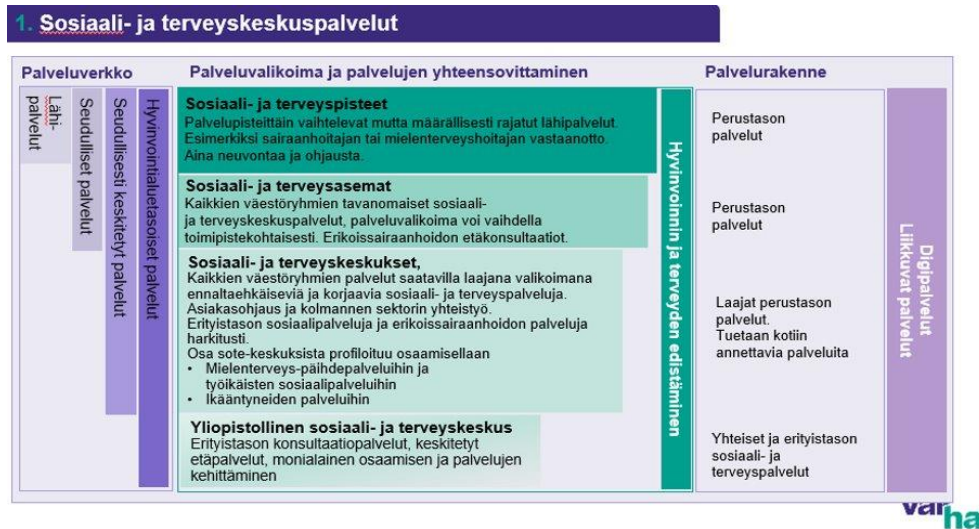 1. Sosiaali- ja terveyskeskuspalvelut
Palveluverkko
Palveluvalikoima ja palvelujen yhteensovittaminen
Palvelurakenne
Lähi-
palvelut
Seudulliset palvelut
Seudullisesti keskitetyt palvelut
Hyvinvointialuetasoiset palvelut
Sosiaali- ja terveyspisteet
Palvelupisteittäin vaihtelevat mutta määrällisesti rajatut lähipalvelut.
Esimerkiksi sairaanhoitajan tai mielenterveyshoitajan vastaanotto.
Aina neuvontaa ja ohjausta.
Perustason
palvelut
Sosiaali- ja terveysasemat
Kaikkien väestöryhmien tavanomaiset sosiaali-
ja terveyskeskuspalvelut, palveluvalikoima voi vaihdella
toimipistekohtaisesti. Erikoissairaanhoidon etäkonsultaatiot.
Perustason
palvelut
Sosiaali- ja terveyskeskukset,
Kaikkien väestöryhmien palvelut saatavilla laajana valikoimana
ennaltaehkäiseviä ja korjaavia sosiaali- ja terveyspalveluja.
Asiakasohjaus ja kolmannen sektorin yhteistyö.
Erityistason sosiaalipalveluja ja erikoissairaanhoidon palveluja
harkitusti.
Osa sote-keskuksista profiloituu osaamisellaan
• Mielenterveys-päihdepalveluihin ja
työikäisten sosiaalipalveluihin
• Ikääntyneiden palveluihin
Laajat perustason
palvelut.
Tuetaan kotiin
annettavia palveluita
Yliopistollinen sosiaali- ja terveyskeskus
Erityistason konsultaatiopalvelut, keskitetyt
etäpalvelut, monialainen osaamisen ja palvelujen
kehittäminen
Yhteiset ja erityistason
sosiaali- ja
terveyspalvelut
Hyvinvoinnin ja terveyden edistäminen
Digipalvelut
Liikkuvat palvelut
varha